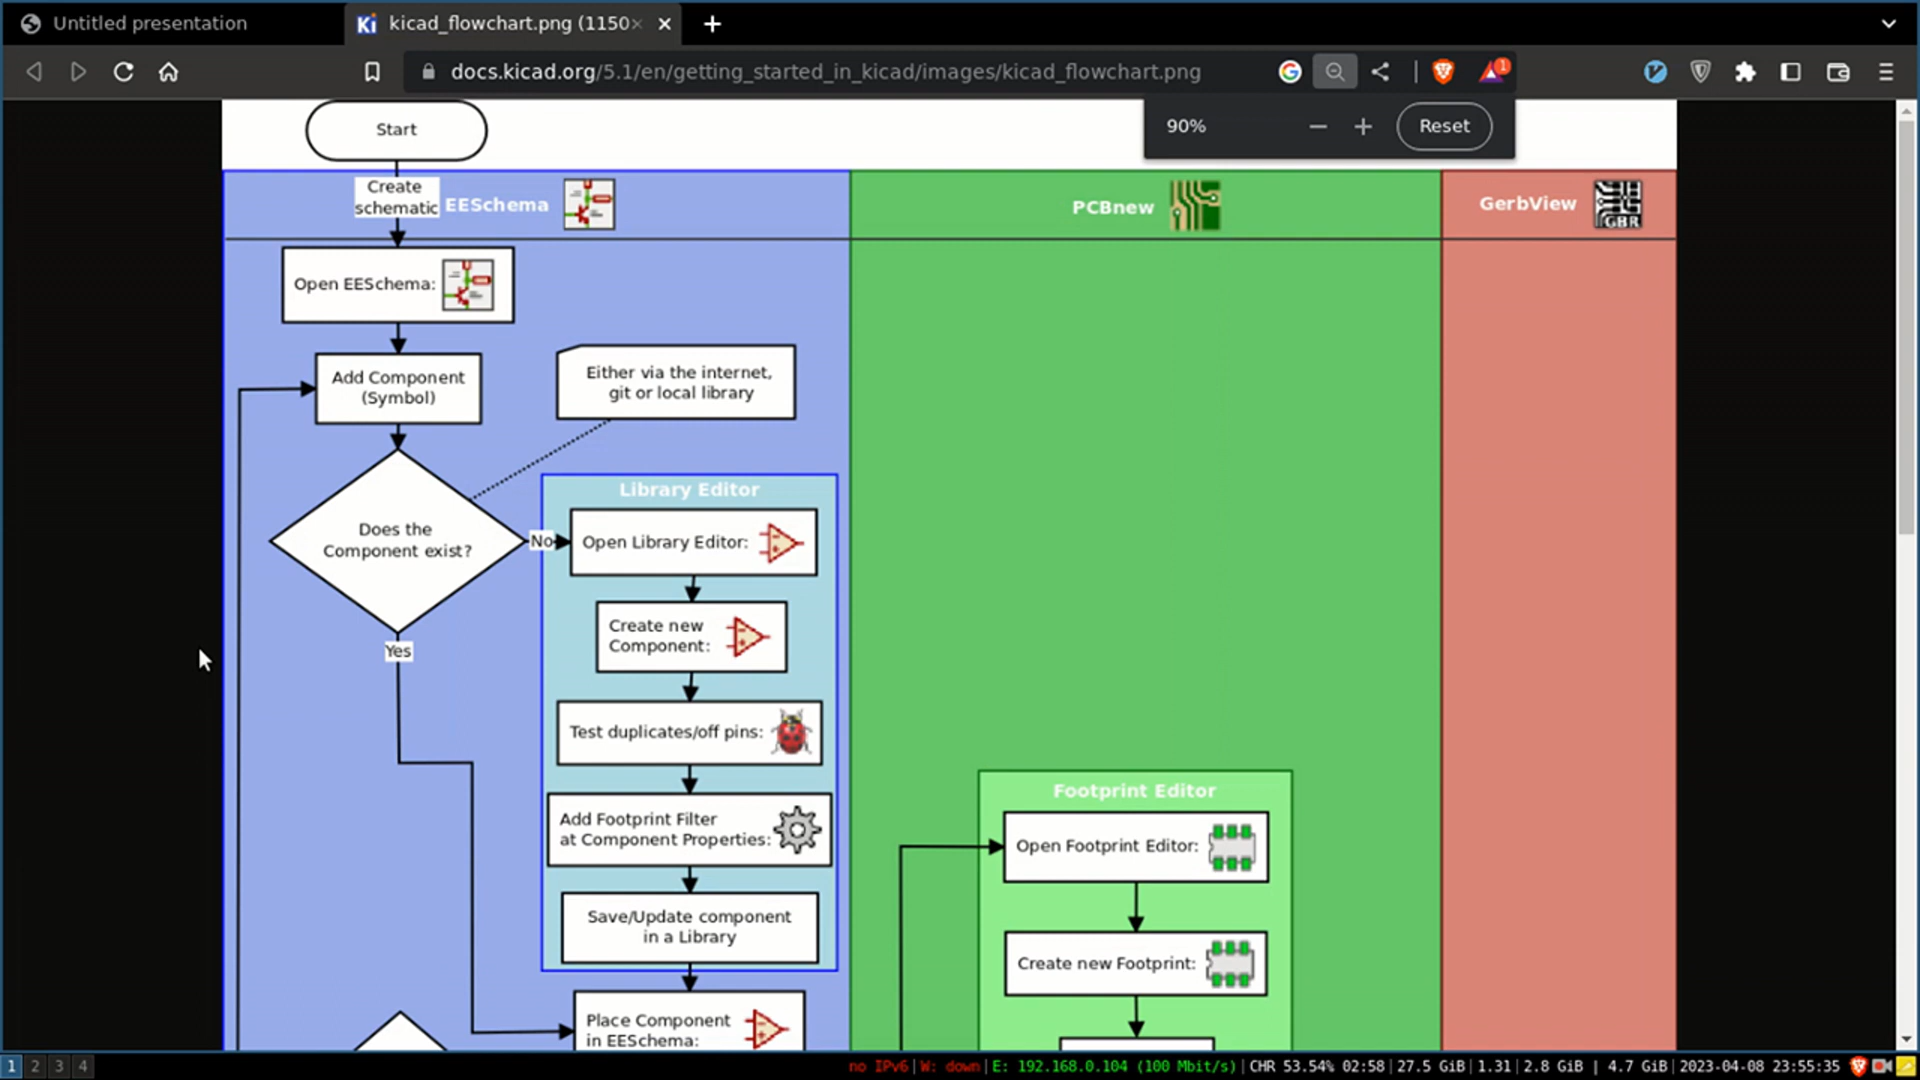 Untitled presentation
Ki kicad_flowchart.png (1150×
docs.kicad.org/5.1/en/getting_started_in_kicad/images/kicad_flowchart.png
1
90%
Reset
Start
Create
schematic
EESchema
PCBnew
GerbView
GBR
Open EESchema:
Add Component
(Symbol)
Either via the internet,
git or local library
Does the
Component exist?
No
Yes
Library Editor
Open Library Editor:
Create new
Component:
Test duplicates/off pins:
Add Footprint Filter
at Component Properties:
Save/Update component
in a Library
Place Component
in EESchema:
Footprint Editor
Open Footprint Editor:
Create new Footprint:
1 2 3 4
no IPv6|W: down|E: 192.168.0.104 (100 Mbit/s)|CHR 53.54% 02:58|27.5 GiB|1.31|2.8 GiB | 4.7 GiB|2023-04-08 23:55:35